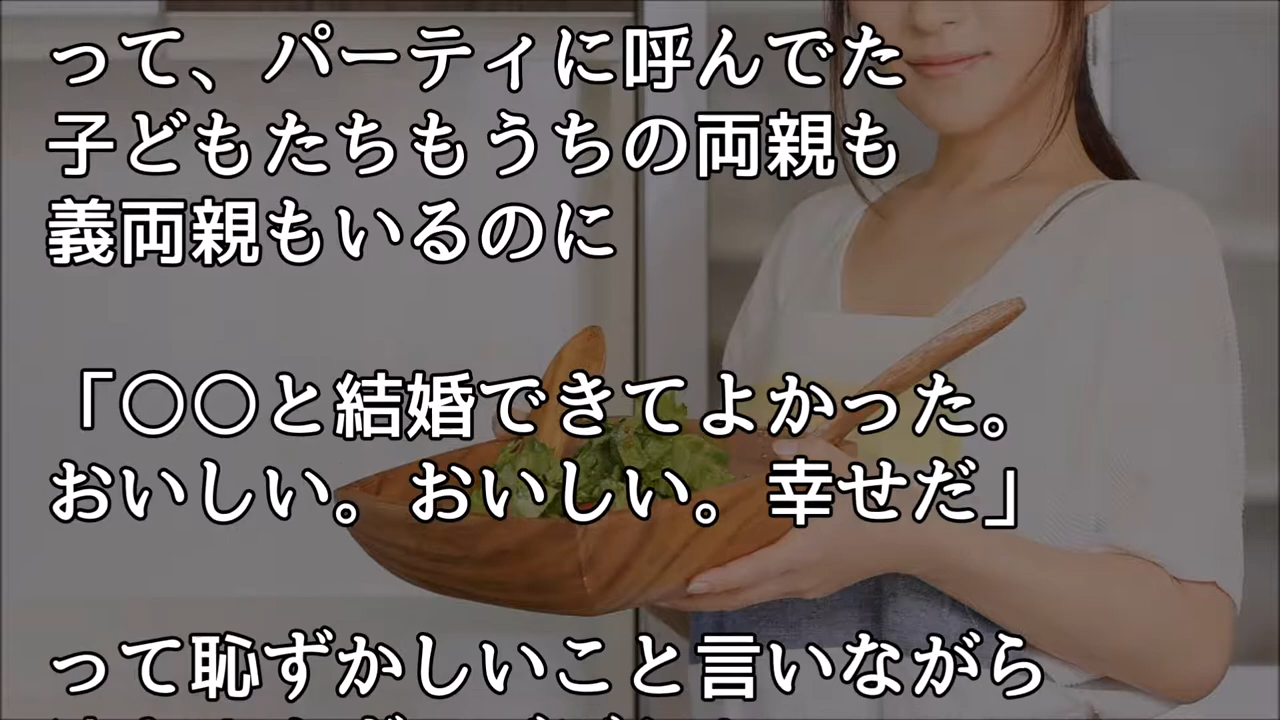 って、パーティに呼んでた
子どもたちもうちの両親も
義両親もいるのに
「〇〇と結婚できてよかった。
おいしい。おいしい。幸せだ」
って恥ずかしいこと言いながら